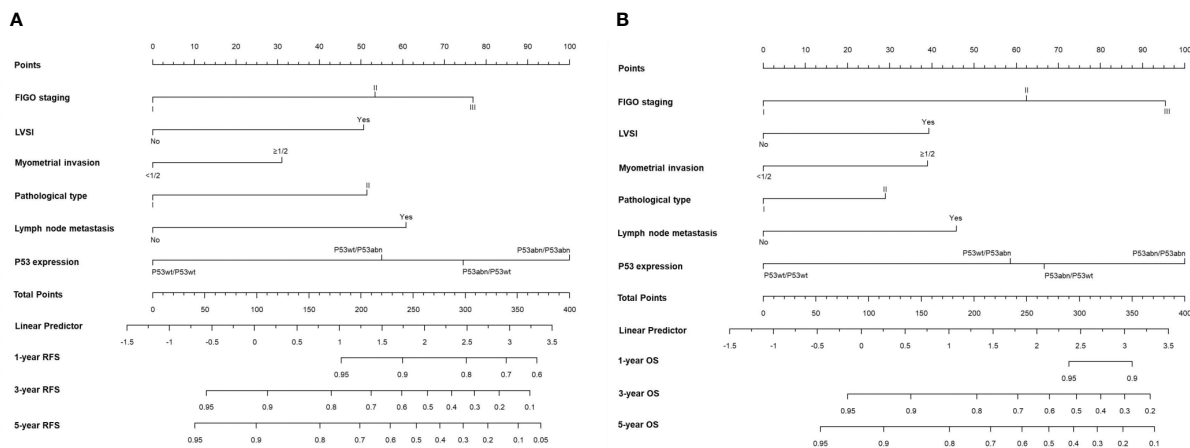 A
0 10 20 30 40 50 60 70 80 90 100
Points
II
FIGO staging
I III
Yes
LVSI
No
≥1/2
Myometrial invasion
<1/2
II
Pathological type
I
Yes
Lymph node metastasis
No
P53wt/P53abn P53abn/P53abn
P53 expression
P53wt/P53wt P53abn/P53wt
Total Points
0 50 100 150 200 250 300 350 400
Linear Predictor
-1.5 -1 -0.5 0 0.5 1 1.5 2 2.5 3 3.5
1-year RFS
0.95 0.9 0.8 0.7 0.6
3-year RFS
0.95 0.9 0.8 0.7 0.6 0.5 0.4 0.3 0.2 0.1
5-year RFS
0.95 0.9 0.8 0.7 0.6 0.5 0.4 0.3 0.2 0.1 0.05
B
0 10 20 30 40 50 60 70 80 90 100
Points
II
FIGO staging
I III
Yes
LVSI
No
≥1/2
Myometrial invasion
<1/2
II
Pathological type
I
Yes
Lymph node metastasis
No
P53wt/P53abn P53abn/P53abn
P53 expression
P53wt/P53wt P53abn/P53wt
Total Points
0 50 100 150 200 250 300 350 400
Linear Predictor
-1.5 -1 -0.5 0 0.5 1 1.5 2 2.5 3 3.5
1-year OS
0.95 0.9
3-year OS
0.95 0.9 0.8 0.7 0.6 0.5 0.4 0.3 0.2
5-year OS
0.95 0.9 0.8 0.7 0.6 0.5 0.4 0.3 0.2 0.1